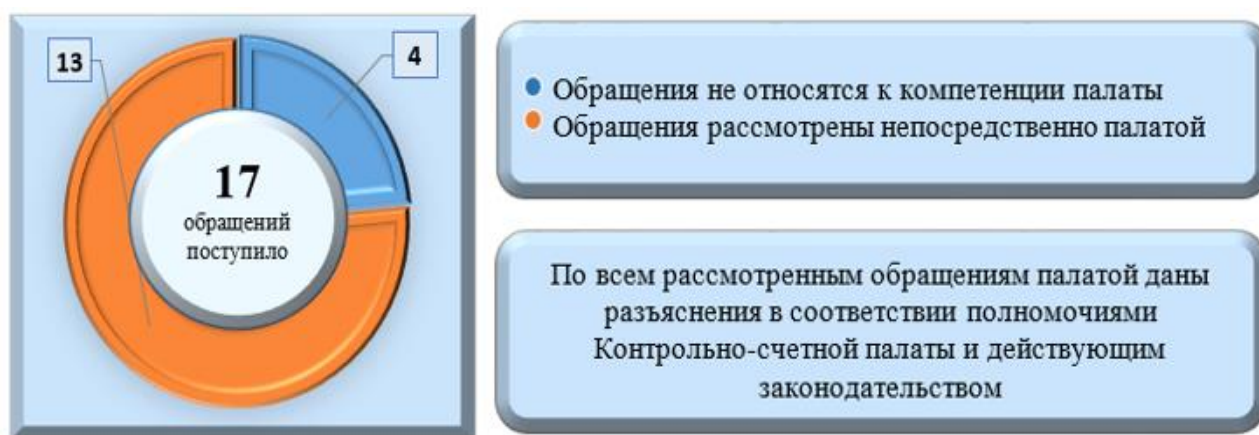 13
4
17
обращений
поступило
Обращения не относятся к компетенции палаты
Обращения рассмотрены непосредственно палатой
По всем рассмотренным обращениям палатой даны
разъяснения в соответствии полномочиями
Контрольно-счетной палаты и действующим
законодательством